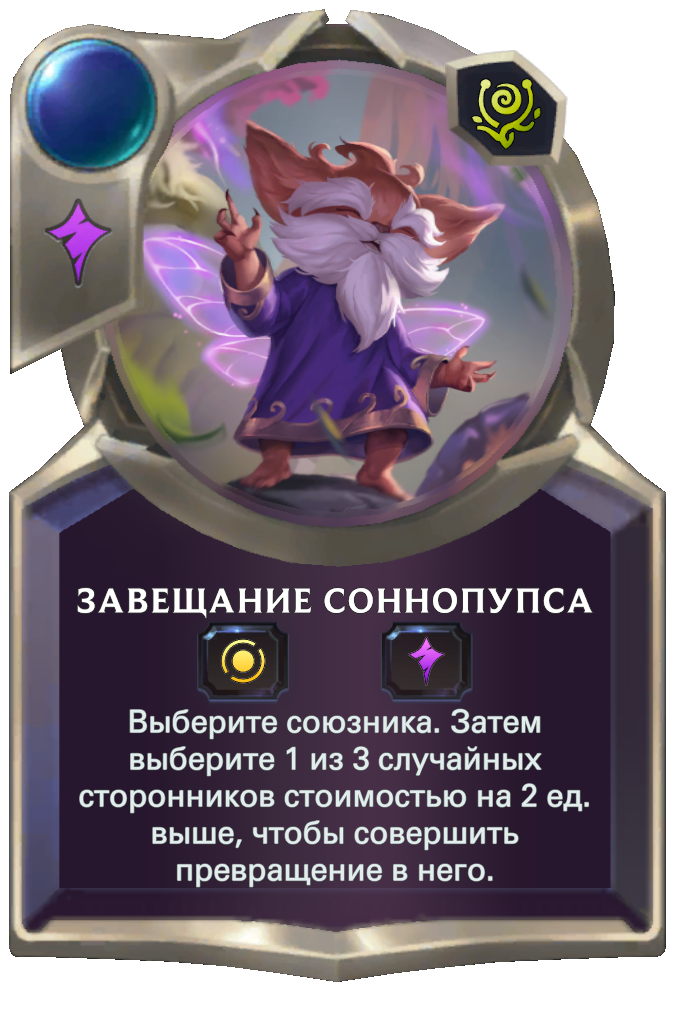 ЗАВЕЩАНИЕ СОННОПУПСА
Выберите союзника. Затем
выберите 1 из 3 случайных
сторонников стоимостью на 2 ед.
выше, чтобы совершить
превращение в него.